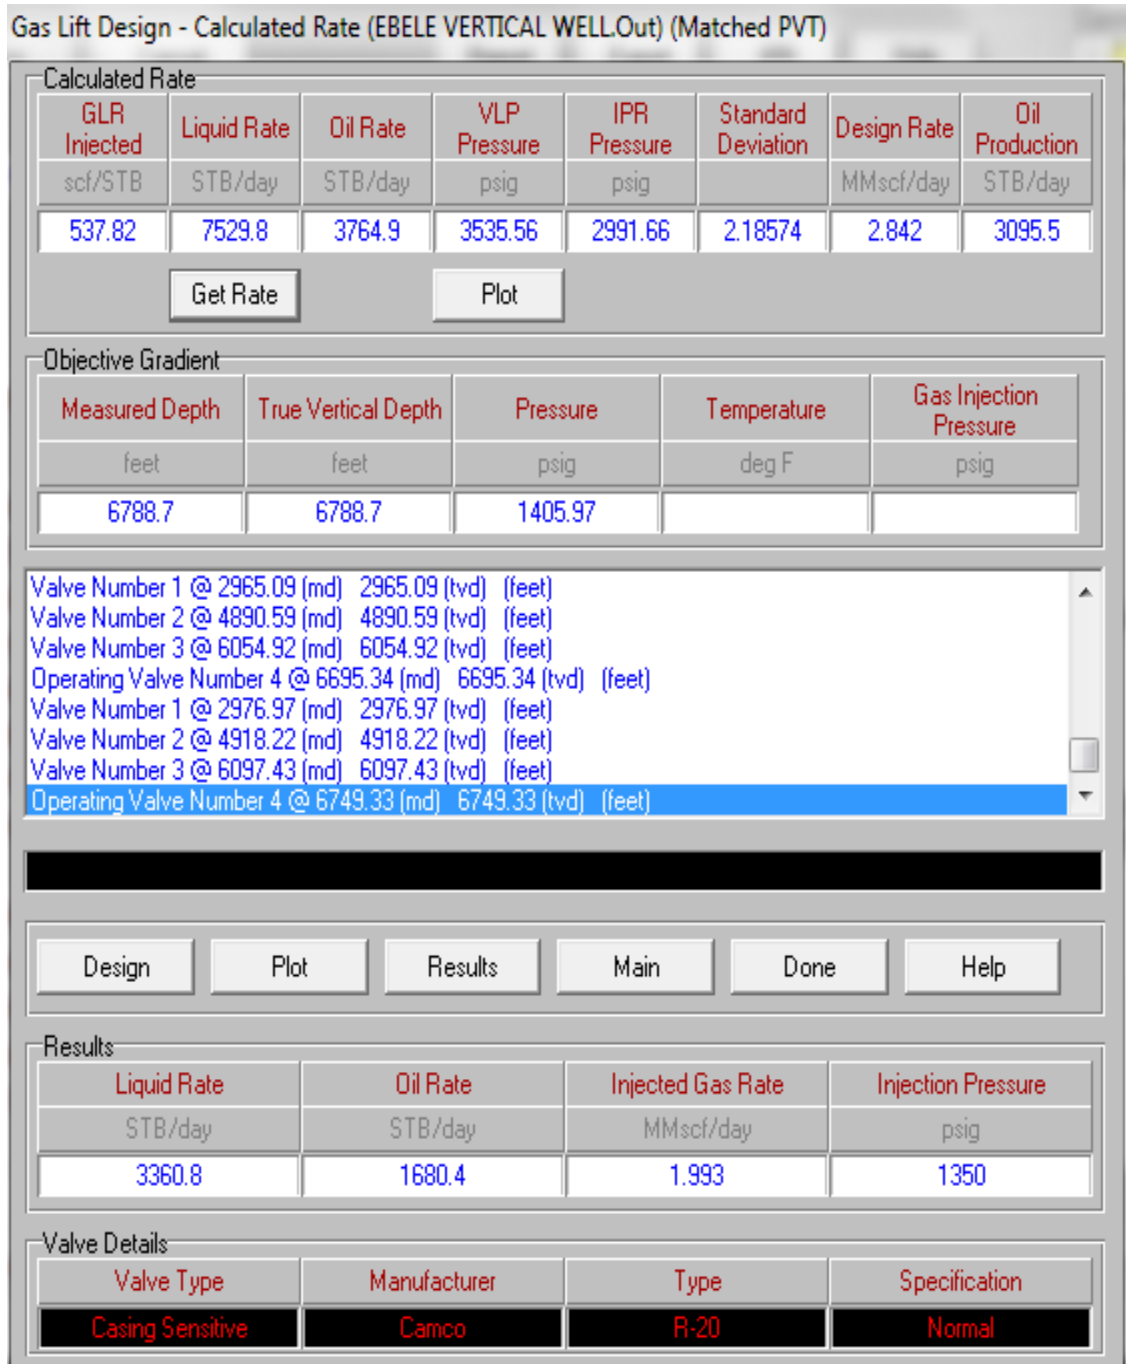 Gas Lift Design - Calculated Rate (EBELE VERTICAL WELL.Out) (Matched PVT)
Calculated Rate
GLR Injected Liquid Rate Oil Rate VLP Pressure IPR Pressure Standard Deviation Design Rate Oil Production
scf/STB STB/day STB/day psig psig MMscf/day STB/day
537.82 7529.8 3764.9 3535.56 2991.66 2.18574 2.842 3095.5
Get Rate Plot
Objective Gradient
Measured Depth True Vertical Depth Pressure Temperature Gas Injection Pressure
feet feet psig deg F psig
6788.7 6788.7 1405.97
Valve Number 1 @ 2965.09 (md) 2965.09 (tvd) (feet)
Valve Number 2 @ 4890.59 (md) 4890.59 (tvd) (feet)
Valve Number 3 @ 6054.92 (md) 6054.92 (tvd) (feet)
Operating Valve Number 4 @ 6695.34 (md) 6695.34 (tvd) (feet)
Valve Number 1 @ 2976.97 (md) 2976.97 (tvd) (feet)
Valve Number 2 @ 4918.22 (md) 4918.22 (tvd) (feet)
Valve Number 3 @ 6097.43 (md) 6097.43 (tvd) (feet)
Operating Valve Number 4 @ 6749.33 (md) 6749.33 (tvd) (feet)
Design Plot Results Main Done Help
Results
Liquid Rate Oil Rate Injected Gas Rate Injection Pressure
STB/day STB/day MMscf/day psig
3360.8 1680.4 1.993 1350
Valve Details
Valve Type Manufacturer Type Specification
Casing Sensitive Camco R-20 Normal